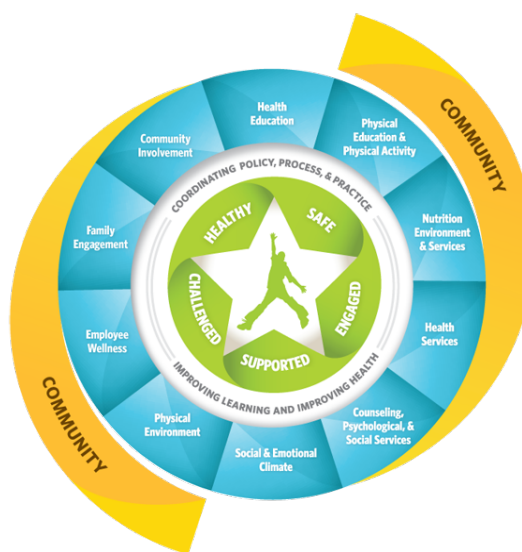 COMMUNITY
Health
Education
Physical
Education &
Physical Activity
Nutrition
Environment
& Services
Health
Services
Counseling,
Psychological, &
Social Services
Social & Emotional
Climate
Physical
Environment
Employee
Wellness
Family
Engagement
Community
Involvement
COORDINATING POLICY, PROCESS, & PRACTICE
IMPROVING LEARNING AND IMPROVING HEALTH
HEALTHY
SAFE
ENGAGED
SUPPORTED
CHALLENGED
COMMUNITY